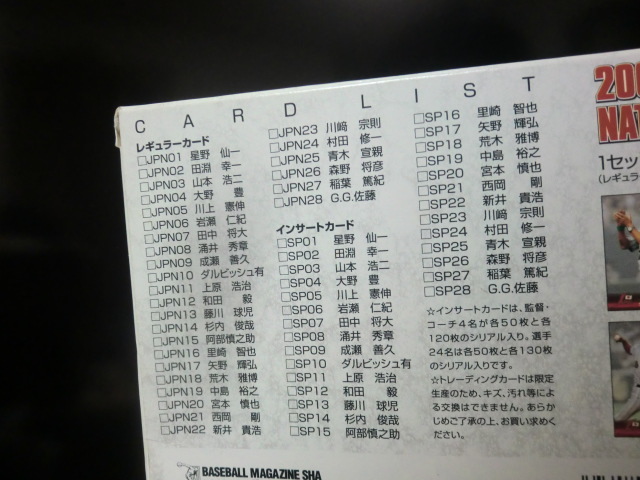 CARD LIST
レギュラーカード
□JPN01 星野 仙一
□JPN02 田淵 幸一
□JPN03 山本 浩二
□JPN04 大野 豊
□JPN05 川上 憲伸
□JPN06 岩瀬 仁紀
□JPN07 田中 将大
□JPN08 涌井 秀章
□JPN09 成瀬 善久
□JPN10 ダルビッシュ有
□JPN11 上原 浩治
□JPN12 和田 毅
□JPN13 藤川 球児
□JPN14 杉内 俊哉
□JPN15 阿部慎之助
□JPN16 里崎 智也
□JPN17 矢野 輝弘
□JPN18 荒木 雅博
□JPN19 中島 裕之
□JPN20 宮本 慎也
□JPN21 西岡 剛
□JPN22 新井 貴浩
□JPN23 川﨑 宗則
□JPN24 村田 修一
□JPN25 青木 宣親
□JPN26 森野 将彦
□JPN27 稲葉 篤紀
□JPN28 G.G.佐藤
インサートカード
□SP01 星野 仙一
□SP02 田淵 幸一
□SP03 山本 浩二
□SP04 大野 豊
□SP05 川上 憲伸
□SP06 岩瀬 仁紀
□SP07 田中 将大
□SP08 涌井 秀章
□SP09 成瀬 善久
□SP10 ダルビッシュ有
□SP11 上原 浩治
□SP12 和田 毅
□SP13 藤川 球児
□SP14 杉内 俊哉
□SP15 阿部慎之助
□SP16 里崎 智也
□SP17 矢野 輝弘
□SP18 荒木 雅博
□SP19 中島 裕之
□SP20 宮本 慎也
□SP21 西岡 剛
□SP22 新井 貴浩
□SP23 川﨑 宗則
□SP24 村田 修一
□SP25 青木 宣親
□SP26 森野 将彦
□SP27 稲葉 篤紀
□SP28 G.G.佐藤
☆インサートカードは、監督・
コーチ4名が各50枚と各
120枚のシリアル入り。選手
24名は各50枚と各130枚
のシリアル入りです。
☆トレーディングカードは限定
生産のため、キズ、汚れ等によ
る交換はできません。あらか
じめご了承の上、お買い求めく
ださい。
BASEBALL MAGAZINE SHA
200
NAT
1セッ
(レギュラ